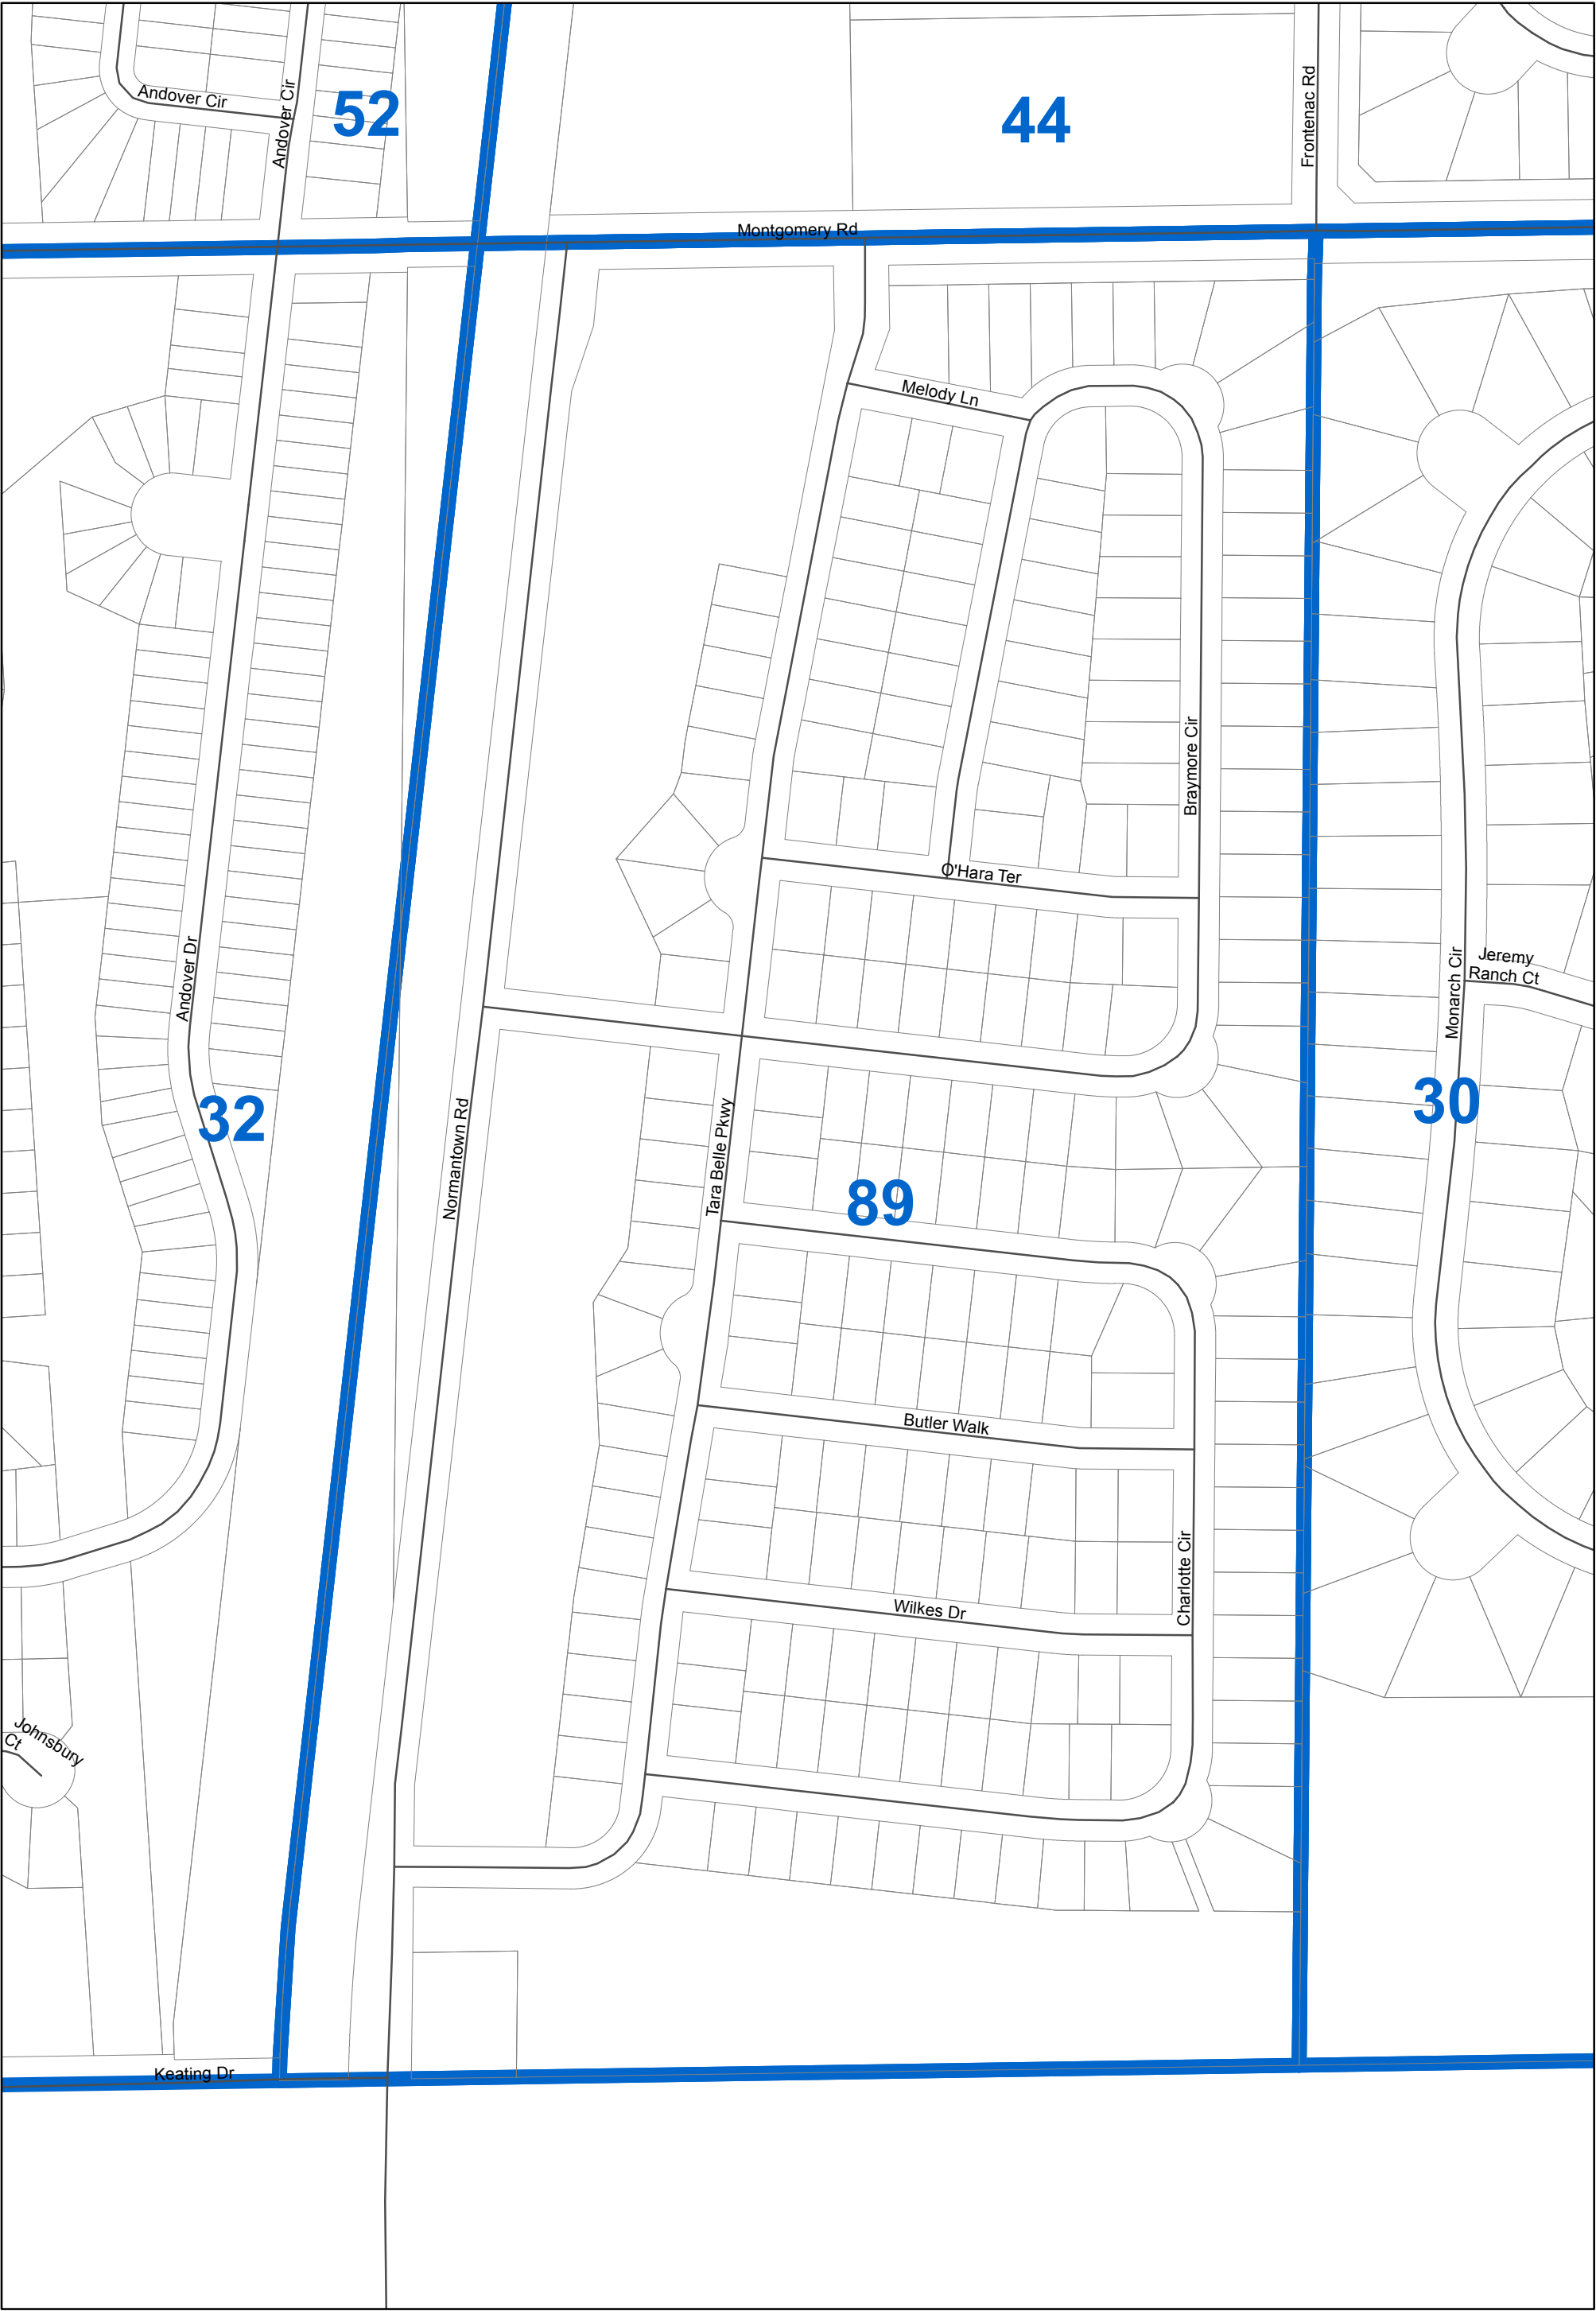 Andover Cir
Andover Cir
52
44
Frontenac Rd
Montgomery Rd
Melody Ln
Braymore Cir
O'Hara Ter
Andover Dr
Monarch Cir
Jeremy
Ranch Ct
32
Normantown Rd
Tara Belle Pkwy
89
30
Butler Walk
Charlotte Cir
Wilkes Dr
Johnsbury
Ct
Keating Dr